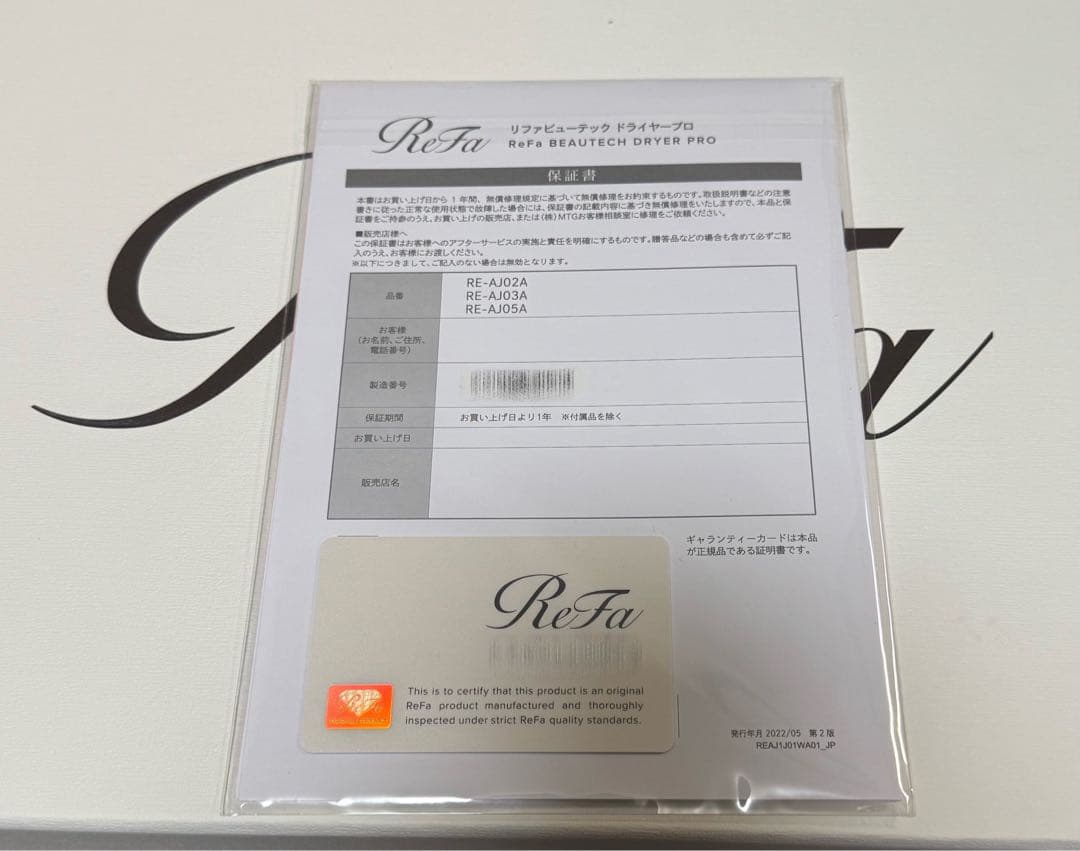 ReFa
リファビューテック ドライヤープロ
ReFa BEAUTECH DRYER PRO
保証書
本書はお買い上げ日から 1 年間、無償修理規定に基づいて無償修理をお約束するものです。取扱説明書などの注意
書きに従った正常な使用状態で故障した場合には、保証書の記載内容に基づき無償修理をいたしますので、本品と保
証書をご持参のうえ、お買い上げの販売店、または(株)MTGお客様相談室に修理をご依頼ください。
■販売店様へ
この保証書はお客様へのアフターサービスの実施と責任を明確にするものです。贈答品などの場合も含めて必ずご記
入のうえ、お客様にお渡しください。
※以下につきまして、ご記入のない場合は無効となります。
品番
RE-AJ02A
RE-AJ03A
RE-AJ05A
お客様
(お名前、ご住所、
電話番号)
製造番号
保証期間
お買い上げ日より1年 ※付属品を除く
お買い上げ日
販売店名
ギャランティーカードは本品
が正規品である証明書です。
ReFa
This is to certify that this product is an original
ReFa product manufactured and thoroughly
inspected under strict ReFa quality standards.
発行年月 2022/05 第2版
REAJ1J01WA01_JP